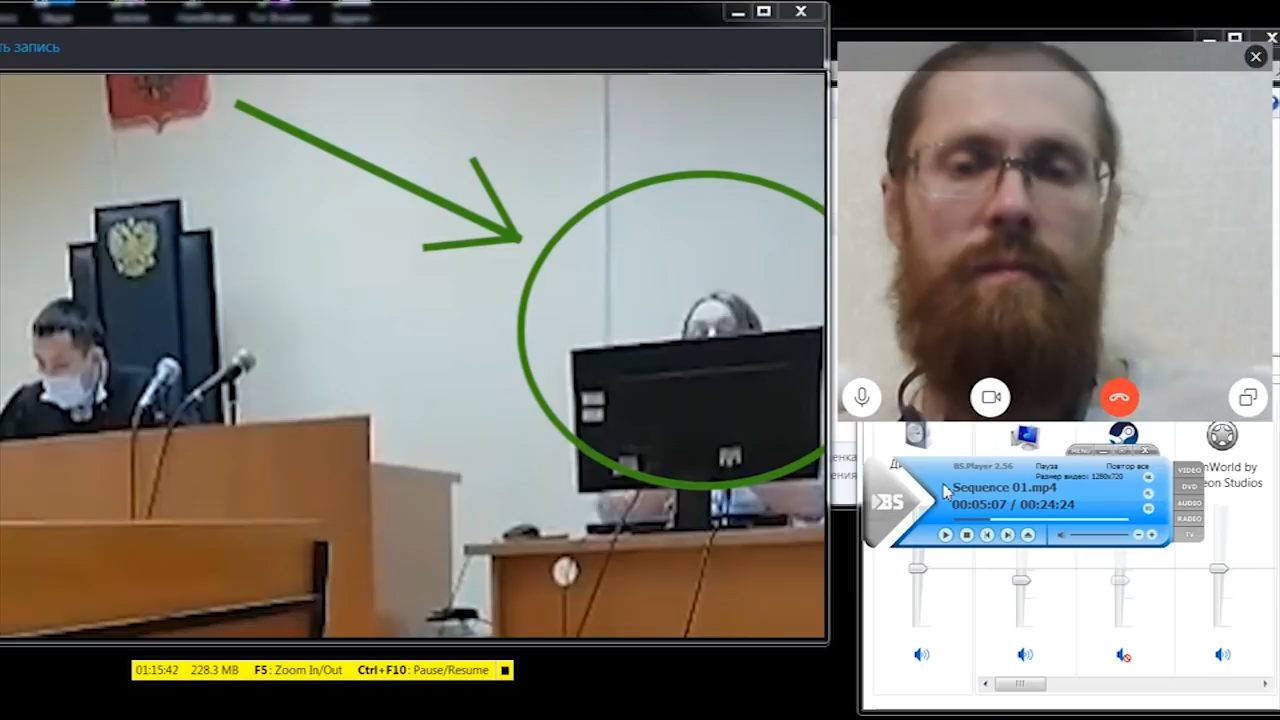 ть запись
BS.Player 2.56
Пауза
Повтор все
Размер видео: 1280x720
MENU
Sequence 01.mp4
00:05:07 / 00:24:24
BS
VIDEO
DVD
AUDIO
RADIO
TV
nWorld by
eon Studios
01:15:42 228.3 MB F5: Zoom In/Out Ctrl+F10: Pause/Resume